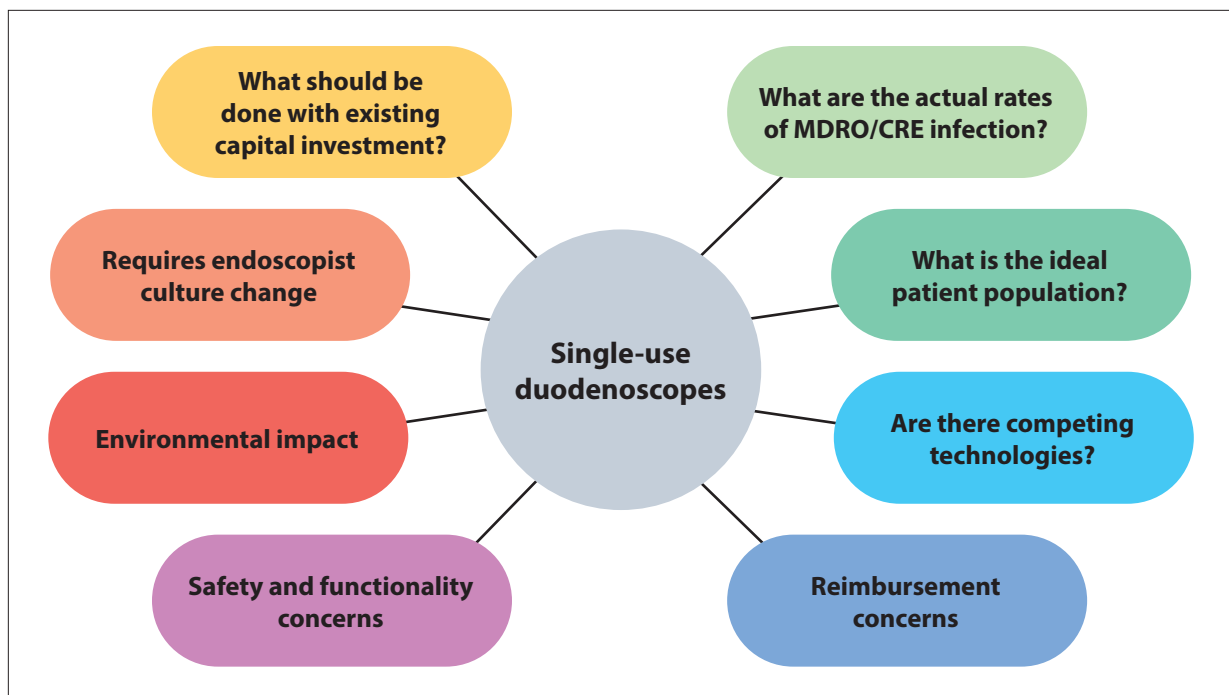 What should be
done with existing
capital investment?
What are the actual rates
of MDRO/CRE infection?
Requires endoscopist
culture change
What is the ideal
patient population?
Single-use
duodenoscopes
Environmental impact
Are there competing
technologies?
Safety and functionality
concerns
Reimbursement
concerns